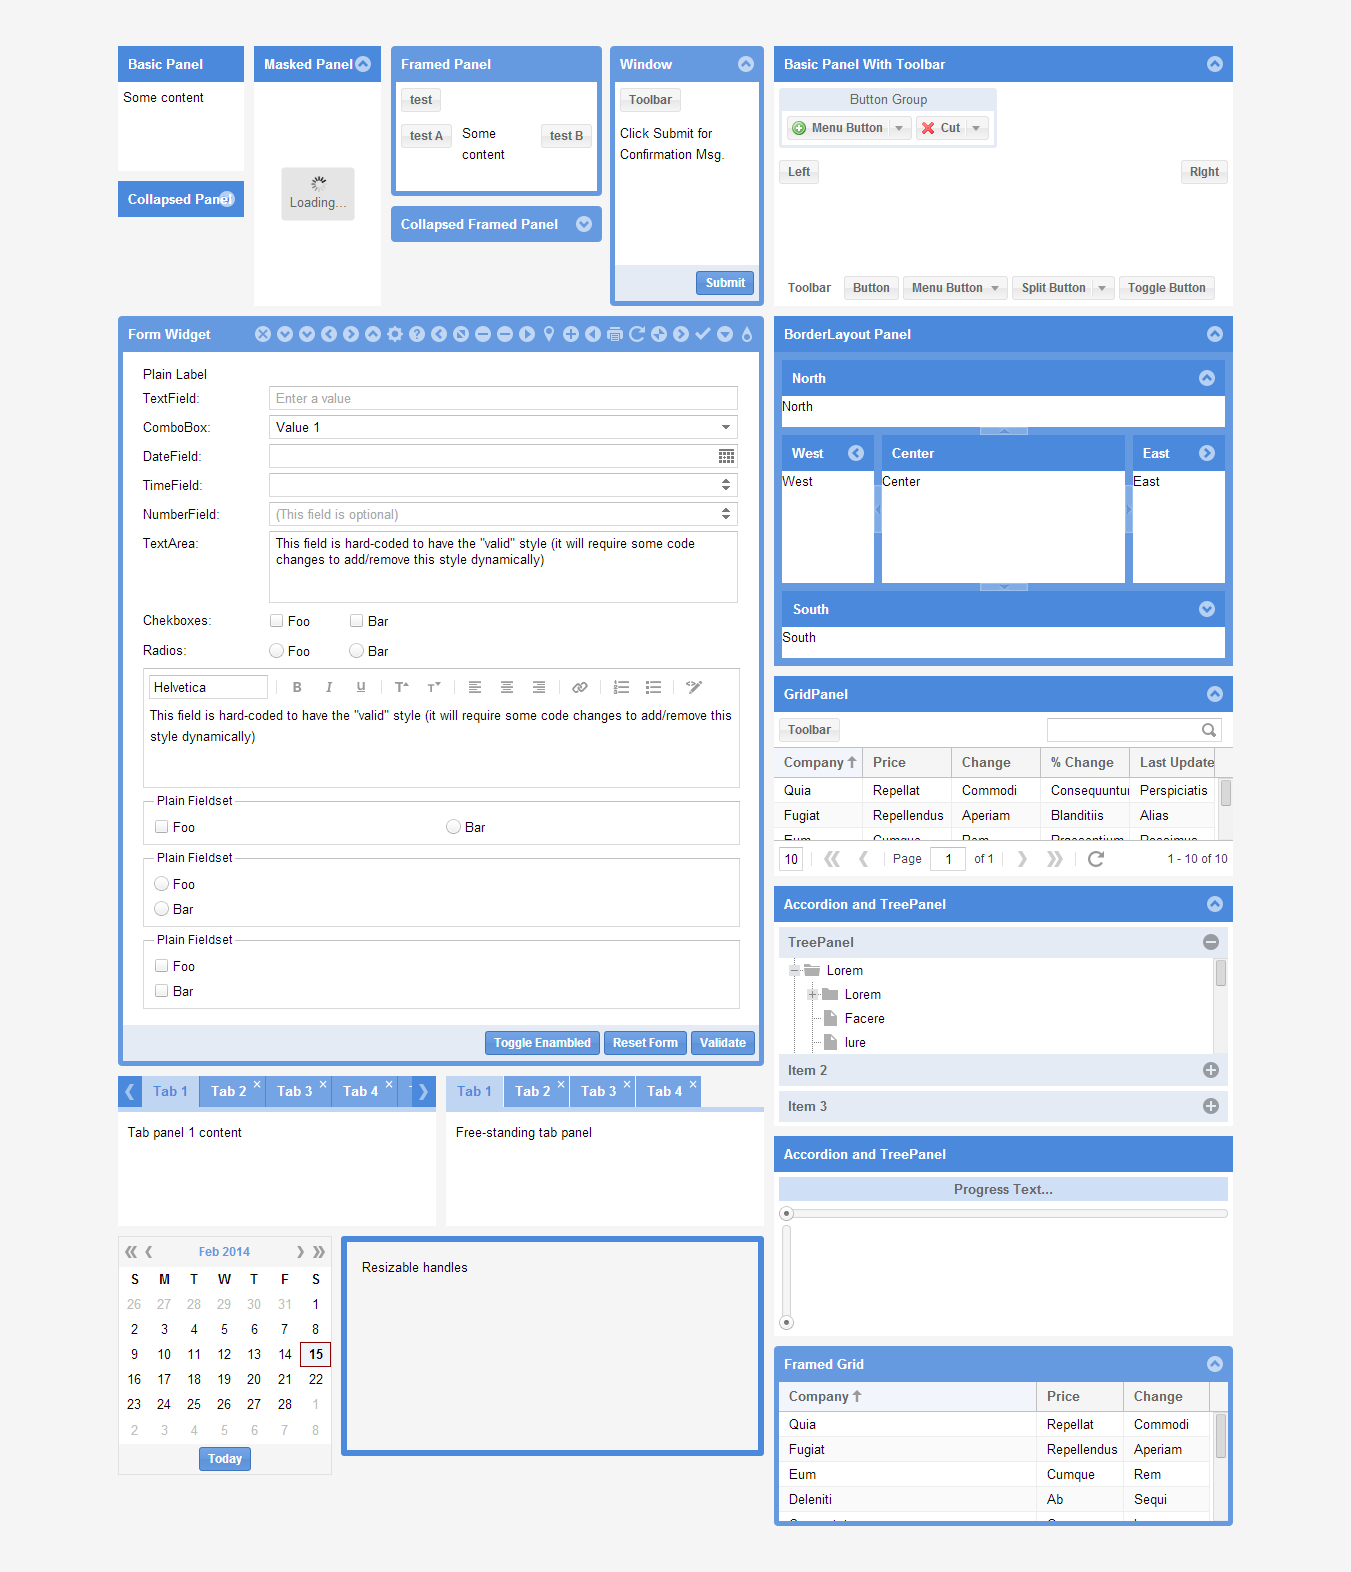 Basic Panel
Some content
Collapsed Panel
Masked Panel
Loading...
Framed Panel
test
test A
Some
content
test B
Collapsed Framed Panel
Window
Toolbar
Click Submit for
Confirmation Msg.
Submit
Basic Panel With Toolbar
Button Group
Menu Button
Cut
Left
Right
Toolbar
Button
Menu Button
Split Button
Toggle Button
Form Widget
Plain Label
TextField:
Enter a value
ComboBox:
Value 1
DateField:
TimeField:
NumberField:
(This field is optional)
TextArea:
This field is hard-coded to have the "valid" style (it will require some code
changes to add/remove this style dynamically)
Chekboxes:
Foo
Bar
Radios:
Foo
Bar
Helvetica
B I U T T
This field is hard-coded to have the "valid" style (it will require some code changes to add/remove this
style dynamically)
Plain Fieldset
Foo
Bar
Plain Fieldset
Foo
Bar
Plain Fieldset
Foo
Bar
Toggle Enambled
Reset Form
Validate
BorderLayout Panel
North
North
West
West
Center
Center
East
East
South
South
GridPanel
Toolbar
Company Price Change % Change Last Update
Quia Repellat Commodi Consequuntur Perspiciatis
Fugiat Repellendus Aperiam Blanditiis Alias
Eum Cumque Rem Praesentium Possimus
10
Page 1 of 1
1 - 10 of 10
Accordion and TreePanel
TreePanel
Lorem
Lorem
Facere
Iure
Item 2
Item 3
Tab 1 Tab 2 Tab 3 Tab 4
Tab panel 1 content
Tab 1 Tab 2 Tab 3 Tab 4
Free-standing tab panel
Accordion and TreePanel
Progress Text...
Feb 2014
S M T W T F S
26 27 28 29 30 31 1
2 3 4 5 6 7 8
9 10 11 12 13 14 15
16 17 18 19 20 21 22
23 24 25 26 27 28 1
2 3 4 5 6 7 8
Today
Resizable handles
Framed Grid
Company Price Change
Quia Repellat Commodi
Fugiat Repellendus Aperiam
Eum Cumque Rem
Deleniti Ab Sequi